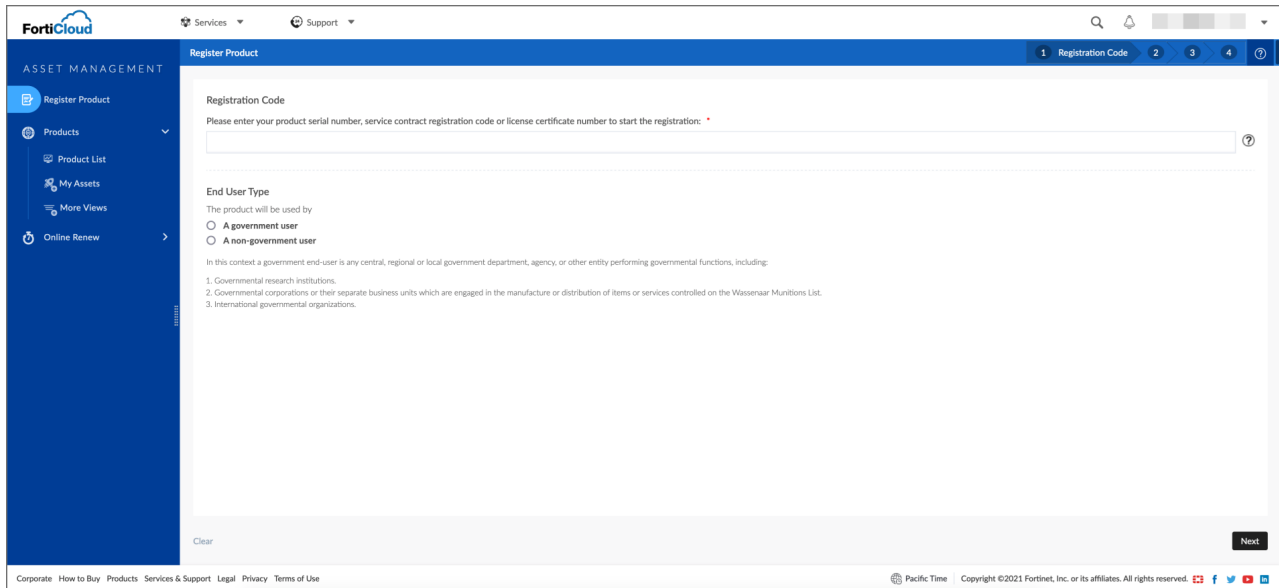 FortiCloud
Services
Support
ASSET MANAGEMENT
Register Product
Products
Product List
My Assets
More Views
Online Renew
Register Product
1 Registration Code 2 3 4
Registration Code
Please enter your product serial number, service contract registration code or license certificate number to start the registration: *
End User Type
The product will be used by
A government user
A non-government user
In this context a government end-user is any central, regional or local government department, agency, or other entity performing governmental functions, including:
1. Governmental research institutions.
2. Governmental corporations or their separate business units which are engaged in the manufacture or distribution of items or services controlled on the Wassenaar Munitions List.
3. International governmental organizations.
Clear
Next
Corporate How to Buy Products Services & Support Legal Privacy Terms of Use
Pacific Time Copyright ©2021 Fortinet, Inc. or its affiliates. All rights reserved.